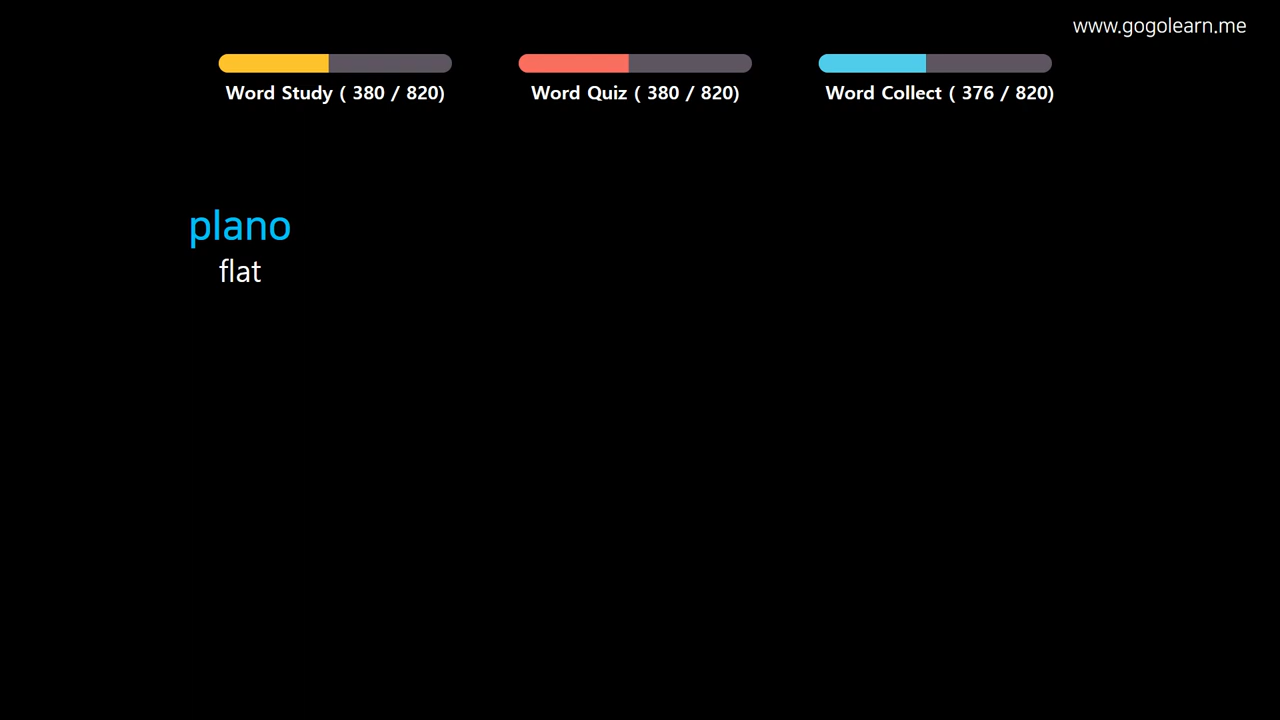 www.gogolearn.me
Word Study ( 380 / 820)
Word Quiz ( 380 / 820)
Word Collect ( 376 / 820)
plano
flat